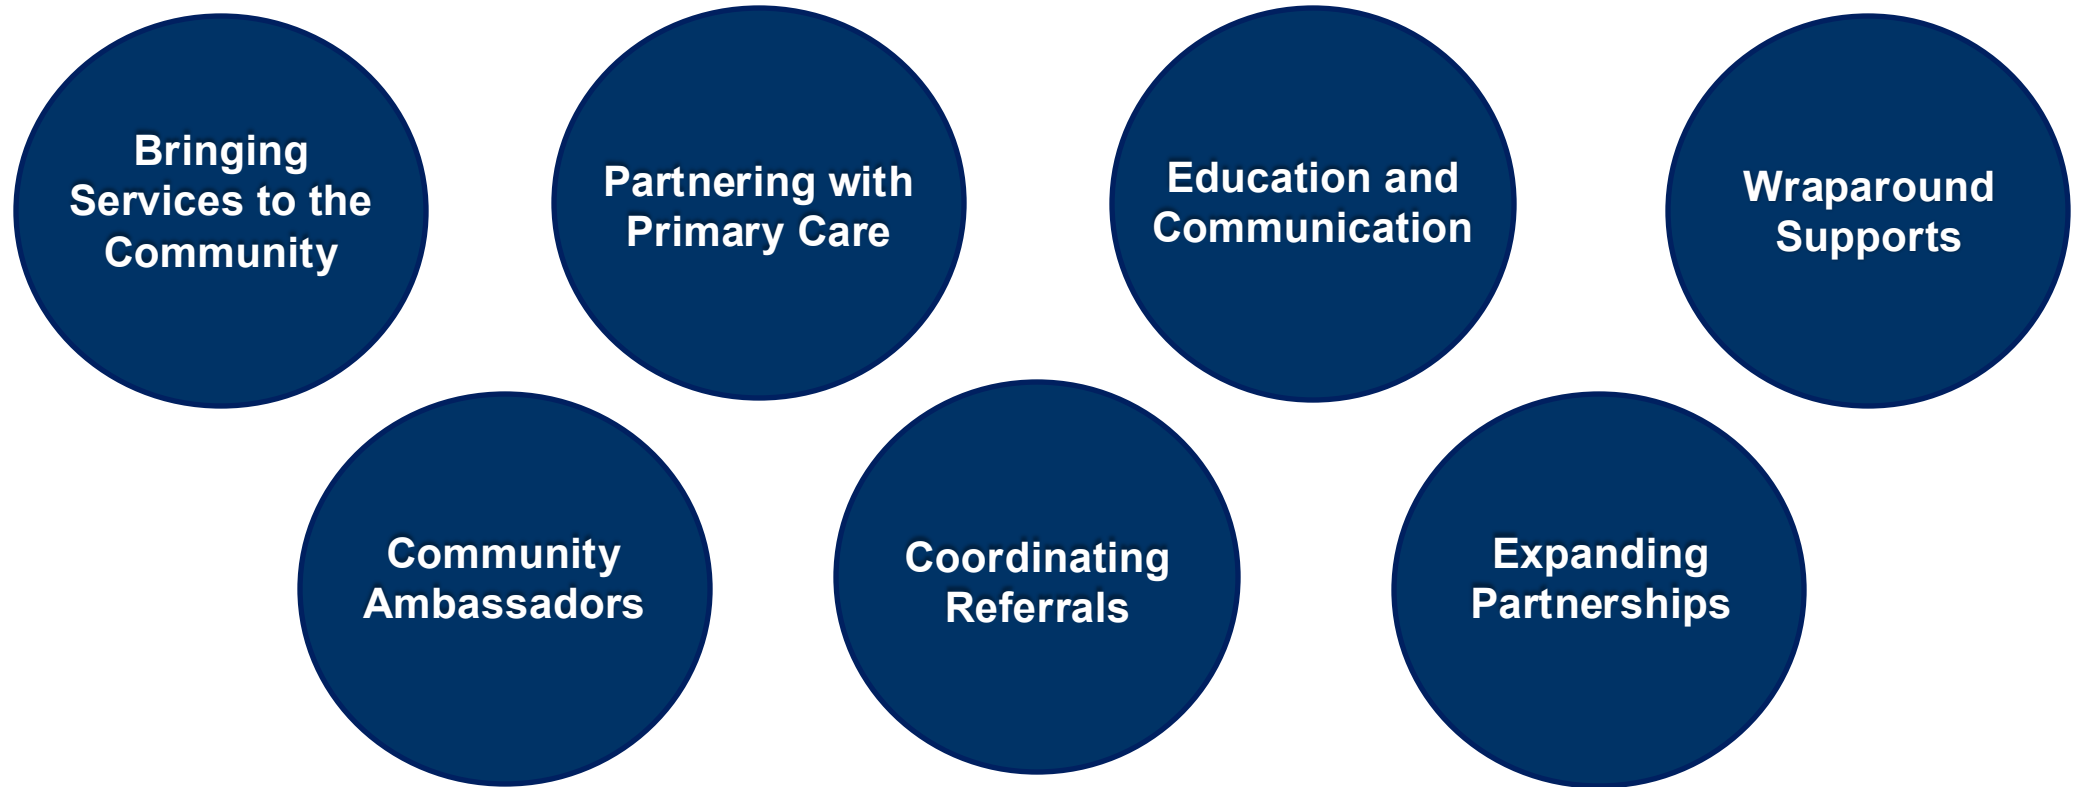 Bringing
Services to the
Community
Partnering with
Primary Care
Education and
Communication
Wraparound
Supports
Community
Ambassadors
Coordinating
Referrals
Expanding
Partnerships